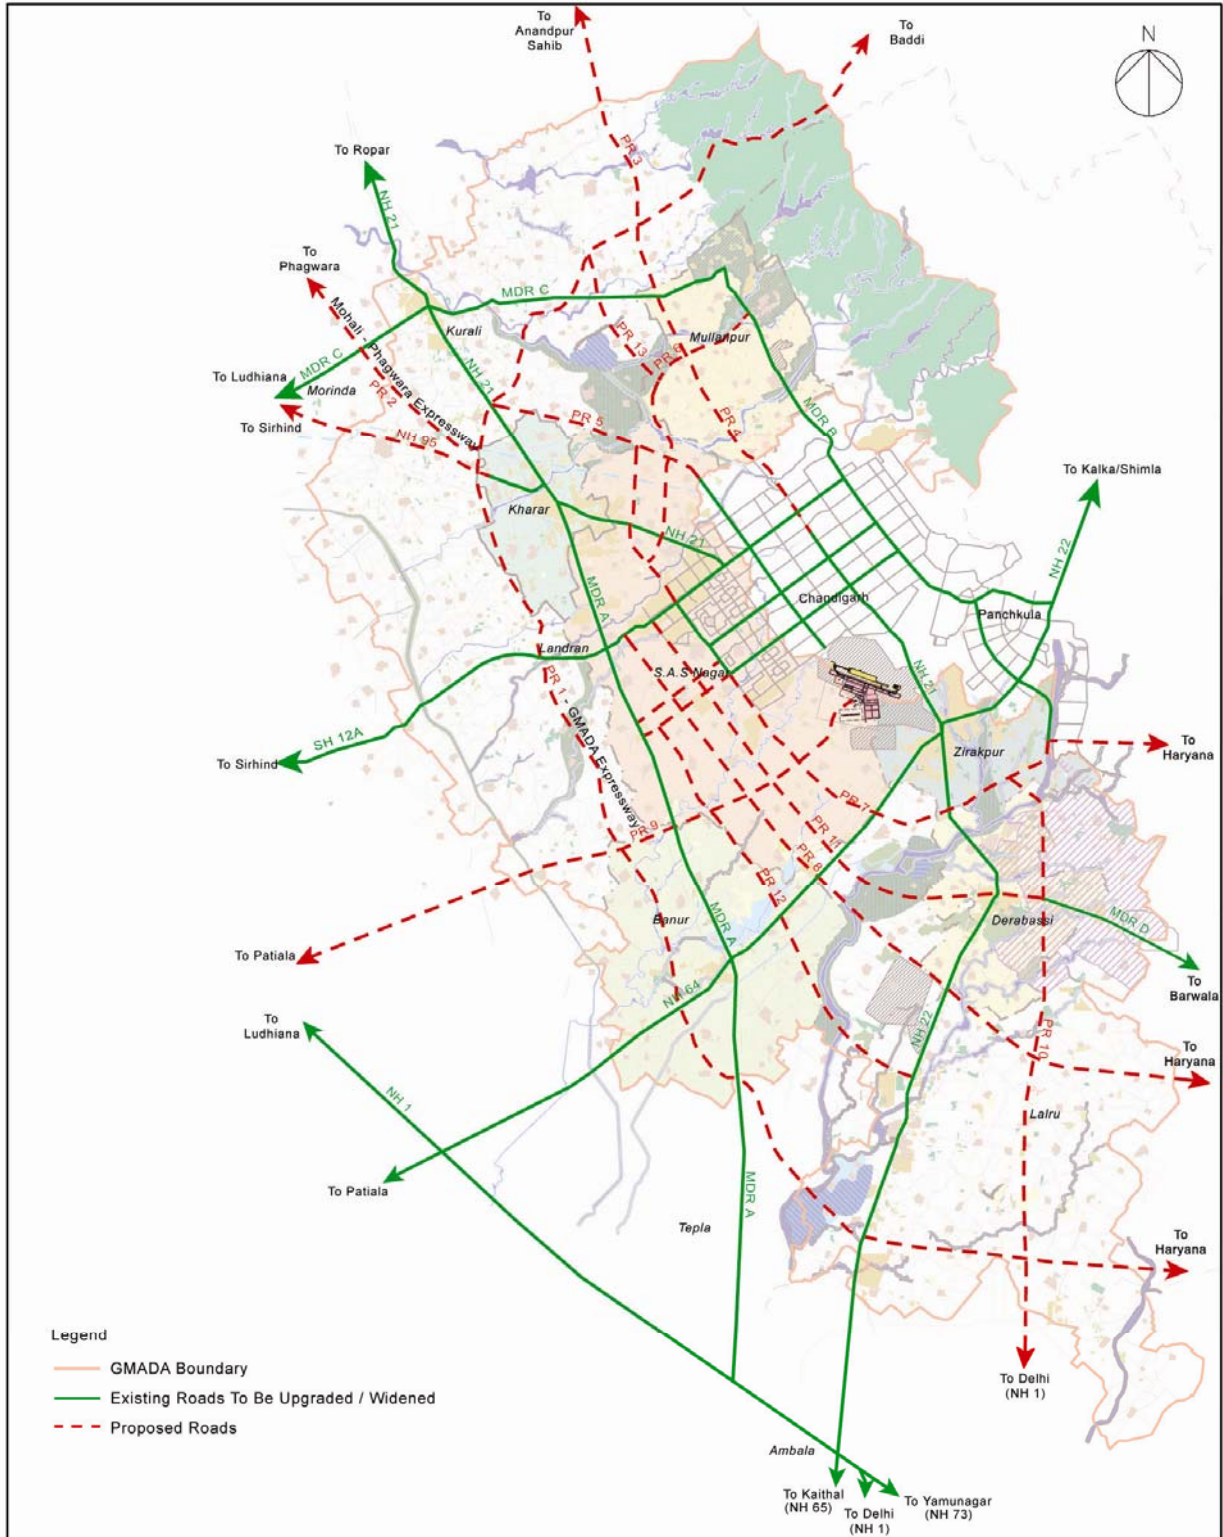 To
Anandpur
Sahib
To
Baddi
N
To Ropar
PR 3
NH 21
To
Phagwara
MDR C
Mohali - Phagwara Expressway
Kurali
PR 13
Mullanpur
PR 6
MDR C
PR 2
NH 21
To Ludhiana
Morinda
To Sirhind
NH 95
PR 5
PR 4
MDR B
To Kalka/Shimla
Kharar
NH 21
NH 22
MDR A
Chandigarh
Panchkula
Landran
S.A.S Nagar
NH 21
PR 1 - GMADA Expressway
SH 12A
To Sirhind
Zirakpur
To
Haryana
PR 7
PR 9
PR 11
PR 8
PR 12
Banur
MDR A
Derabassi
MDR D
To Patiala
To
Barwala
NH 64
To
Ludhiana
NH 22
PR 10
To
Haryana
NH 1
Lalru
To Patiala
MDR A
Tepla
To
Haryana
Legend
GMADA Boundary
Existing Roads To Be Upgraded / Widened
Proposed Roads
To Delhi
(NH 1)
Ambala
To Kaithal
(NH 65)
To Delhi
(NH 1)
To Yamunagar
(NH 73)